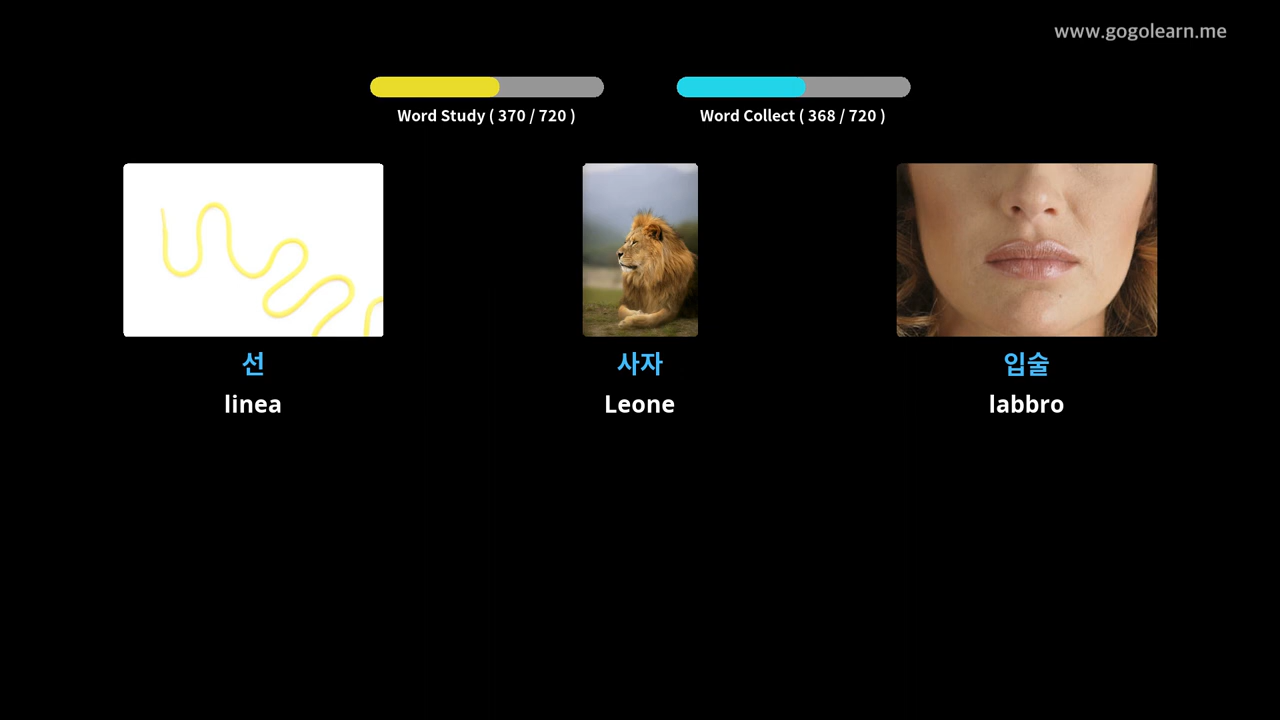 www.gogolearn.me
Word Study ( 370 / 720 )
Word Collect ( 368 / 720 )
선
linea
사자
Leone
입술
labbro